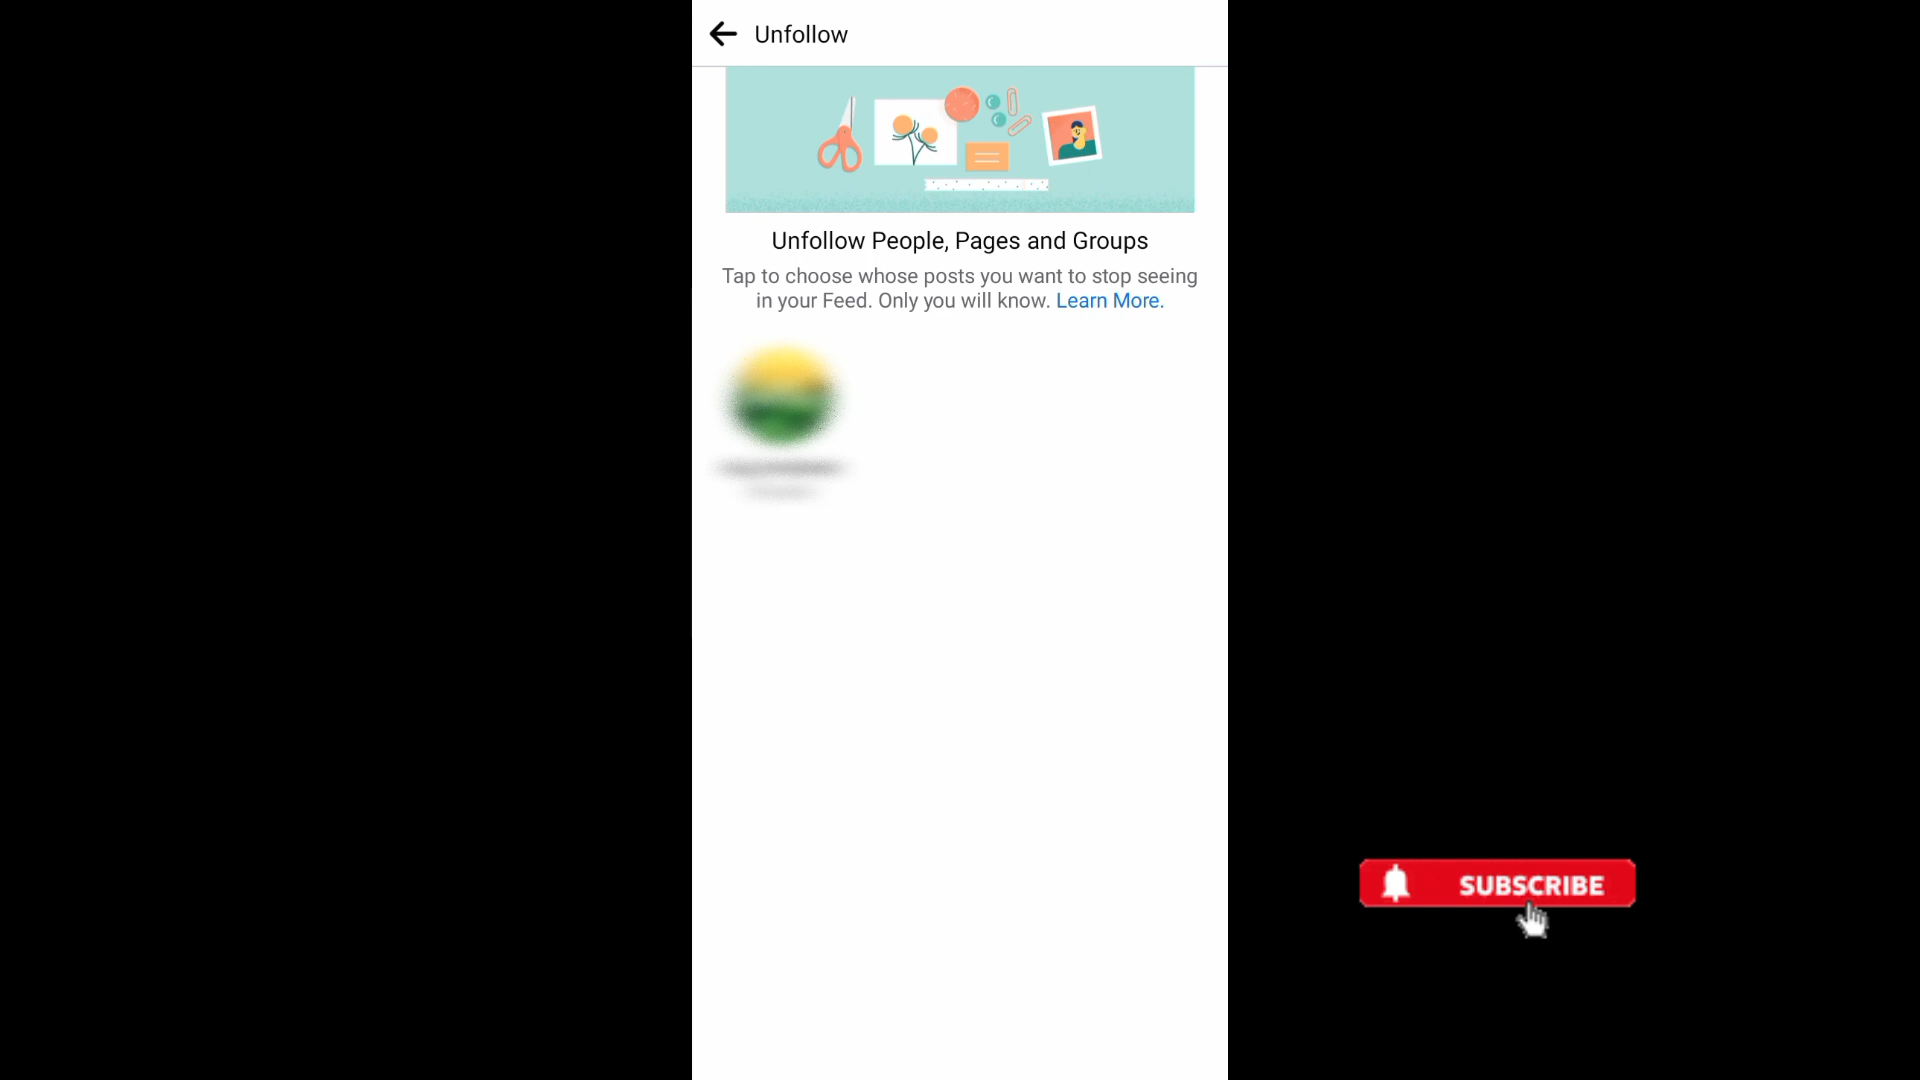 Unfollow
Unfollow People, Pages and Groups
Tap to choose whose posts you want to stop seeing
in your Feed. Only you will know. Learn More.
SUBSCRIBE